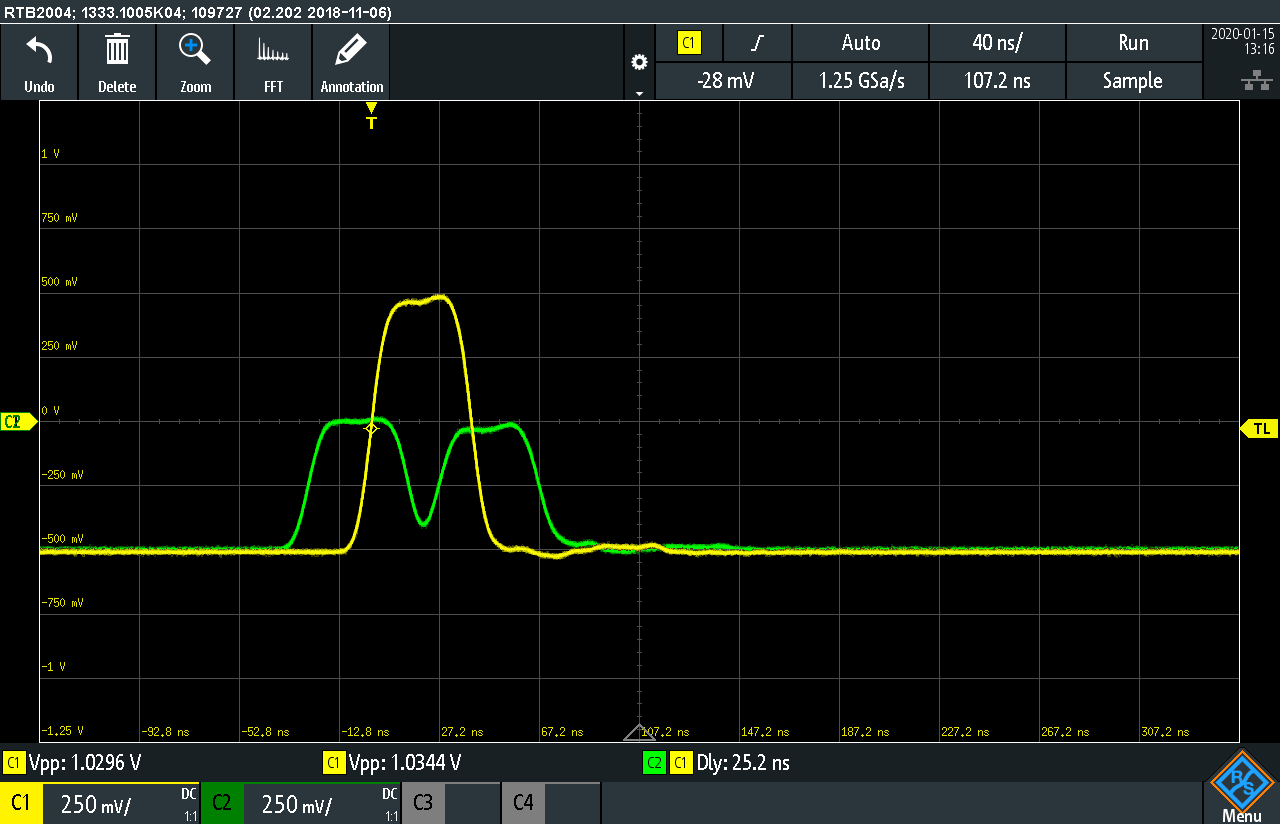 RTB2004; 1333.1005K04; 109727 (02.202 2018-11-06)
Undo
Delete
Zoom
FFT
Annotation
C1
Auto
40 ns/
Run
2020-01-15
13:16
-28 mV
1.25 GSa/s
107.2 ns
Sample
T
1 V
750 mV
500 mV
250 mV
0 V
TL
-250 mV
-500 mV
-750 mV
-1 V
-1.25 V
-92.8 ns
-52.8 ns
-12.8 ns
27.2 ns
67.2 ns
107.2 ns
147.2 ns
187.2 ns
227.2 ns
267.2 ns
307.2 ns
C1 Vpp: 1.0296 V
C1 Vpp: 1.0344 V
C2 C1 Dly: 25.2 ns
C1 250 mV/ DC 1:1
C2 250 mV/ DC 1:1
C3
C4
R S
Menu